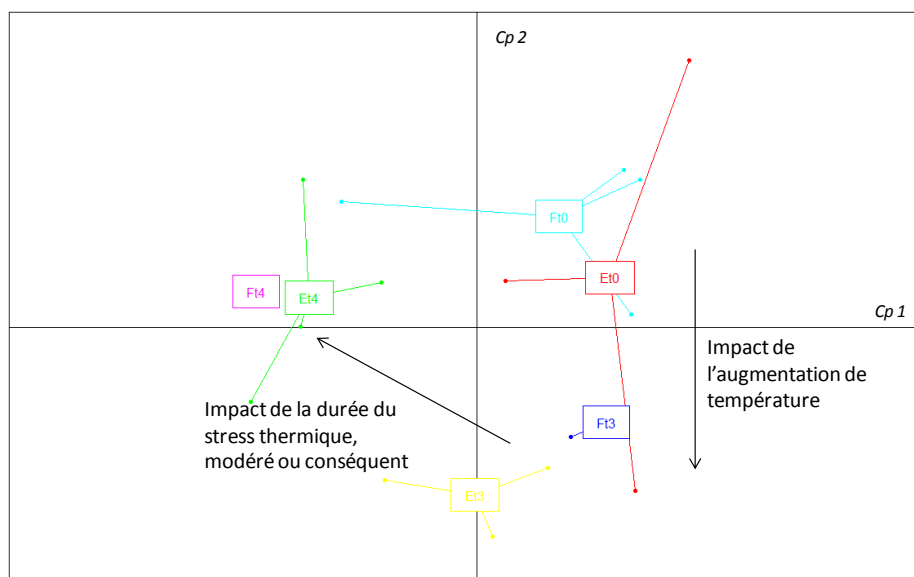 Cp 2
Ft0
Et0
Ft4
Et4
Cp 1
Impact de
l'augmentation de
température
Impact de la durée du
stress thermique,
modéré ou conséquent
Ft3
Et3